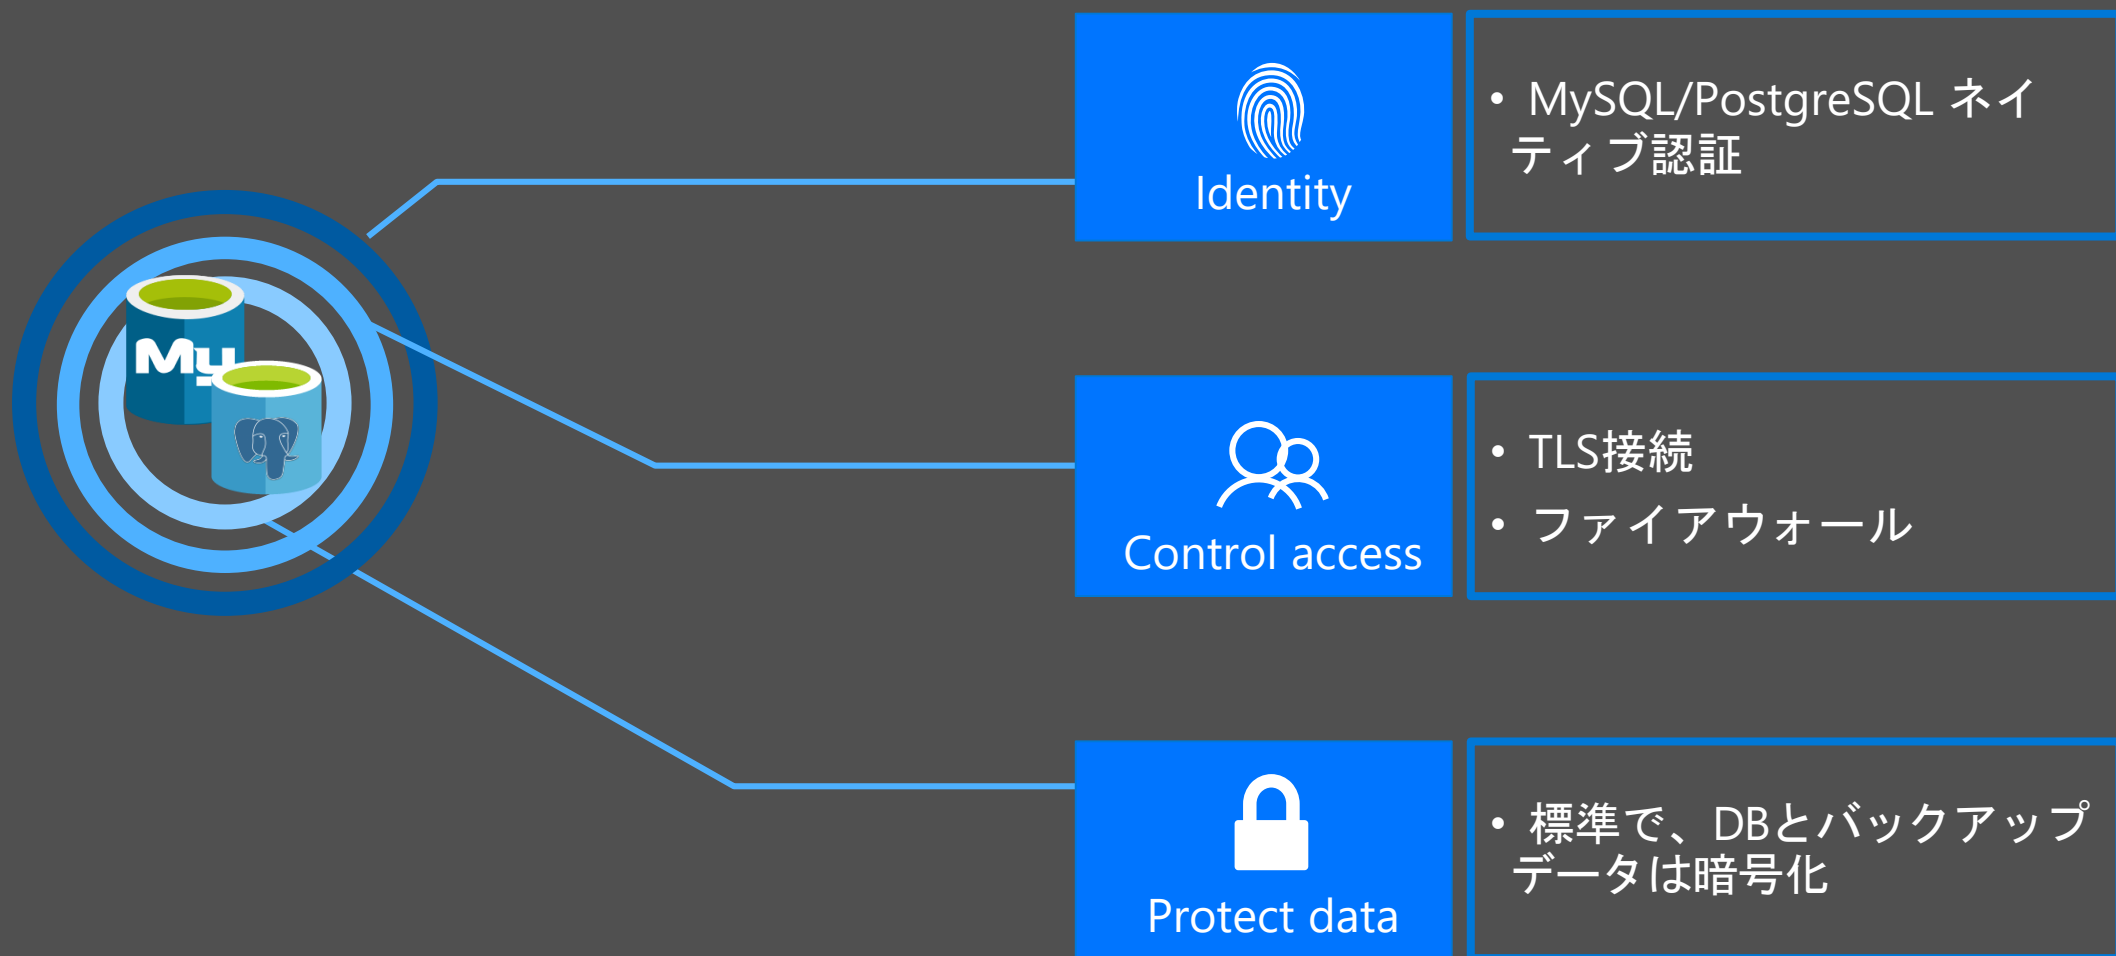 My
Identity
• MySQL/PostgreSQL ネイ
ティブ認証
Control access
• TLS接続
• ファイアウォール
Protect data
• 標準で、DBとバックアップ
データは暗号化